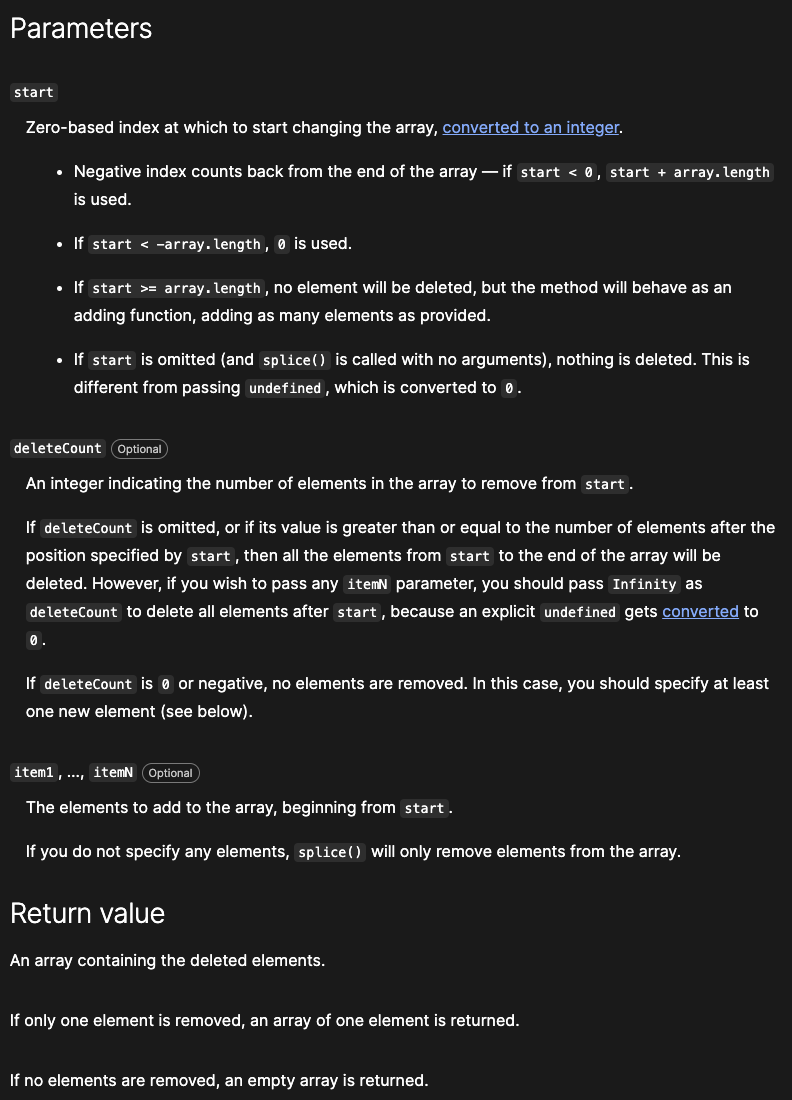 Parameters
start
Zero-based index at which to start changing the array, converted to an integer.
• Negative index counts back from the end of the array — if start < 0, start + array.length
is used.
• If start < -array.length, 0 is used.
• If start >= array.length, no element will be deleted, but the method will behave as an
adding function, adding as many elements as provided.
• If start is omitted (and splice() is called with no arguments), nothing is deleted. This is
different from passing undefined, which is converted to 0.
deleteCount Optional
An integer indicating the number of elements in the array to remove from start.
If deleteCount is omitted, or if its value is greater than or equal to the number of elements after the
position specified by start, then all the elements from start to the end of the array will be
deleted. However, if you wish to pass any itemN parameter, you should pass Infinity as
deleteCount to delete all elements after start, because an explicit undefined gets converted to
0.
If deleteCount is 0 or negative, no elements are removed. In this case, you should specify at least
one new element (see below).
item1, …, itemN Optional
The elements to add to the array, beginning from start.
If you do not specify any elements, splice() will only remove elements from the array.
Return value
An array containing the deleted elements.
If only one element is removed, an array of one element is returned.
If no elements are removed, an empty array is returned.